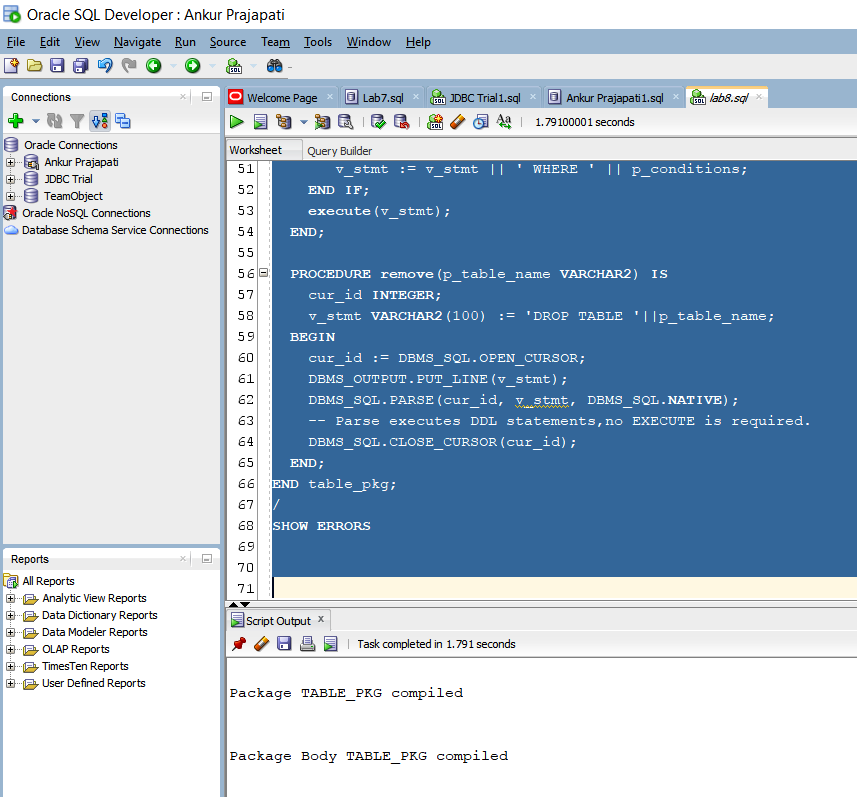 Oracle SQL Developer : Ankur Prajapati
File Edit View Navigate Run Source Team Tools Window Help
Connections
Oracle Connections
Ankur Prajapati
JDBC Trial
TeamObject
Oracle NoSQL Connections
Database Schema Service Connections
Reports
All Reports
Analytic View Reports
Data Dictionary Reports
Data Modeler Reports
OLAP Reports
TimesTen Reports
User Defined Reports
Welcome Page Lab7.sql JDBC Trial1.sql Ankur Prajapati1.sql lab8.sql
1.79100001 seconds
Worksheet Query Builder
51 v_stmt := v_stmt || ' WHERE ' || p_conditions;
52 END IF;
53 execute(v_stmt);
54 END;
55
56 PROCEDURE remove(p_table_name VARCHAR2) IS
57 cur_id INTEGER;
58 v_stmt VARCHAR2(100) := 'DROP TABLE '||p_table_name;
59 BEGIN
60 cur_id := DBMS_SQL.OPEN_CURSOR;
61 DBMS_OUTPUT.PUT_LINE(v_stmt);
62 DBMS_SQL.PARSE(cur_id, v_stmt, DBMS_SQL.NATIVE);
63 -- Parse executes DDL statements,no EXECUTE is required.
64 DBMS_SQL.CLOSE_CURSOR(cur_id);
65 END;
66 END table_pkg;
67 /
68 SHOW ERRORS
69
70
71
Script Output x
Task completed in 1.791 seconds
Package TABLE_PKG compiled
Package Body TABLE_PKG compiled